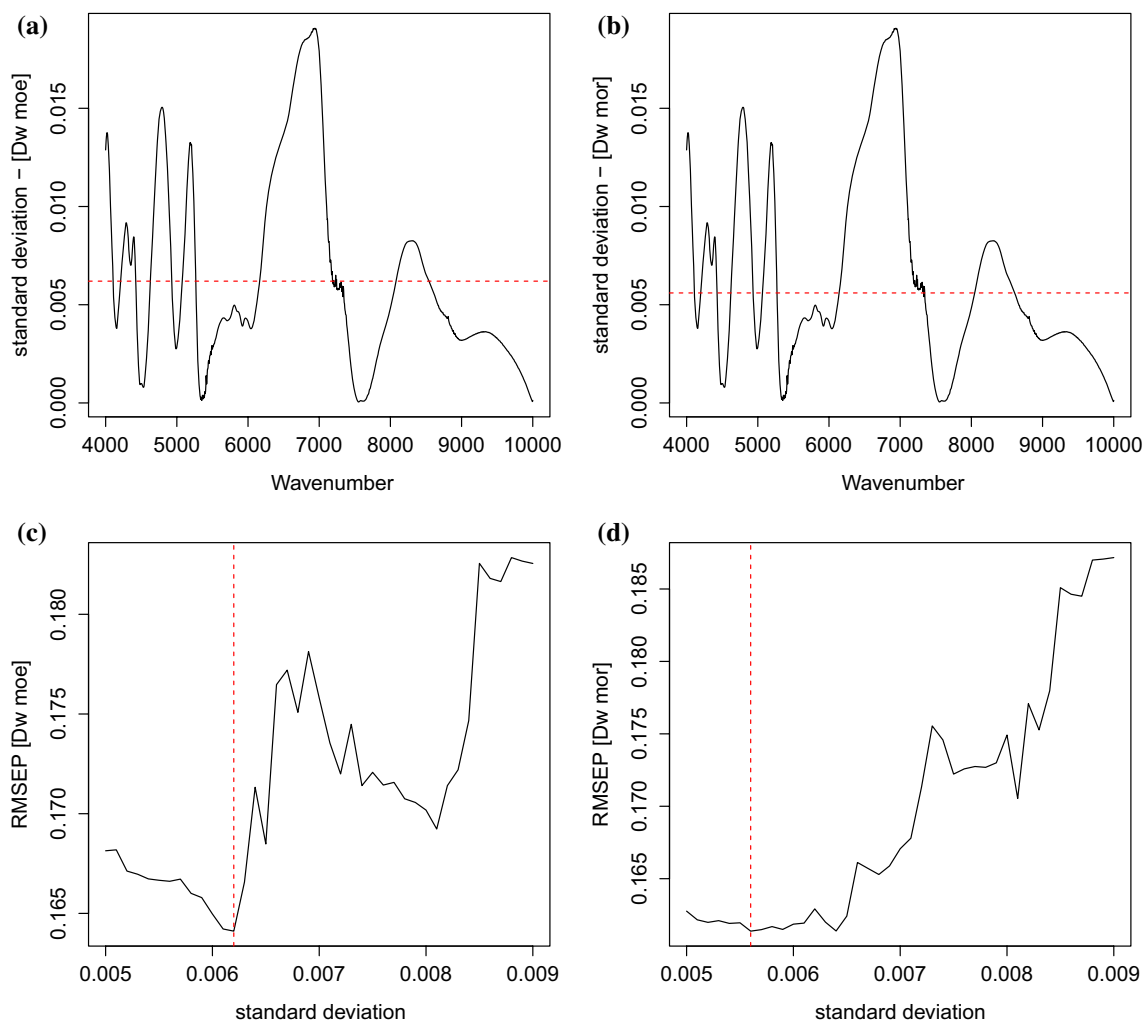 (a)
standard deviation − [Dw moe]
0.000 0.005 0.010 0.015
4000 5000 6000 7000 8000 9000 10000
Wavenumber
(b)
standard deviation − [Dw mor]
0.000 0.005 0.010 0.015
4000 5000 6000 7000 8000 9000 10000
Wavenumber
(c)
RMSEP [Dw moe]
0.165 0.170 0.175 0.180
0.005 0.006 0.007 0.008 0.009
standard deviation
(d)
RMSEP [Dw mor]
0.165 0.170 0.175 0.180 0.185
0.005 0.006 0.007 0.008 0.009
standard deviation